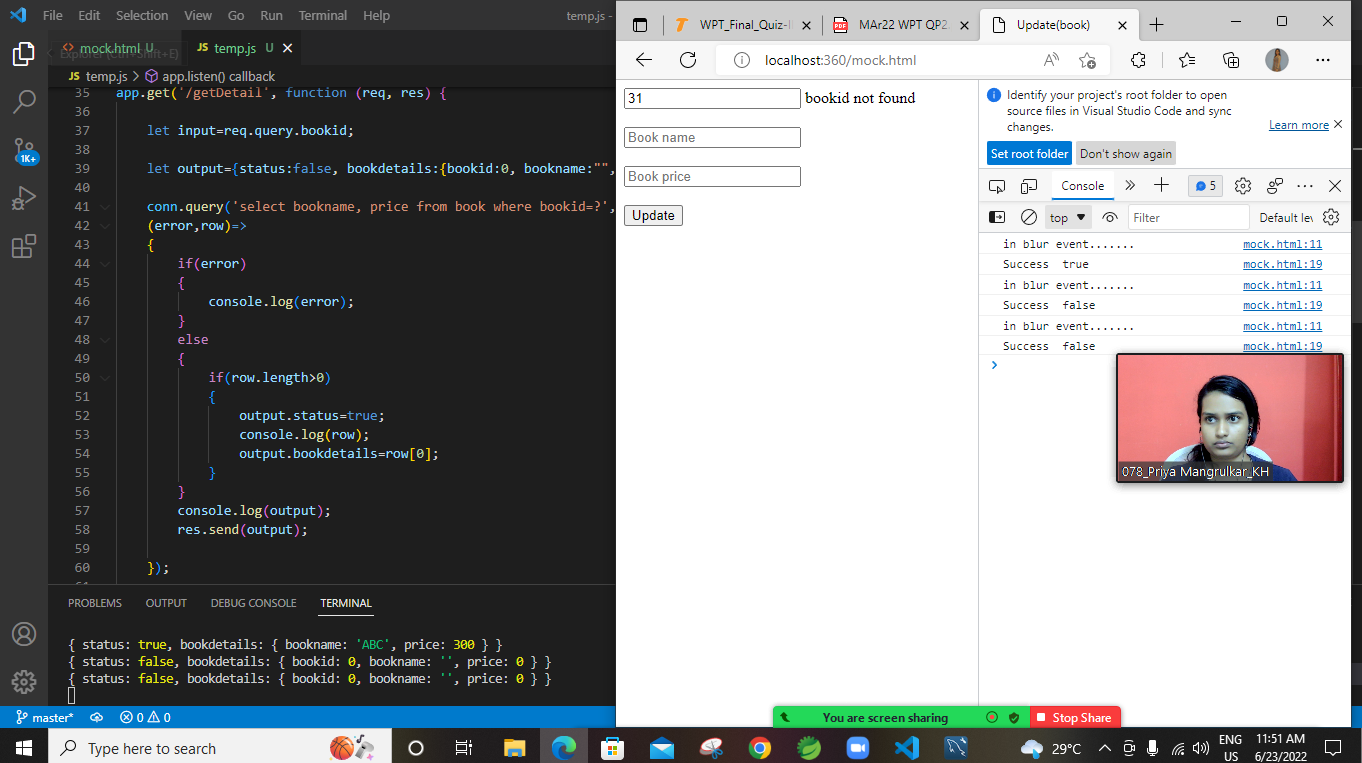 File Edit Selection View Go Run Terminal Help temp.js -
mock.html U
Explorer (Ctrl+Shift+E)
JS temp.js U
JS temp.js > app.listen() callback
35 app.get('/getDetail', function (req, res) {
36
37 let input=req.query.bookid;
38
39 let output={status:false, bookdetails:{bookid:0, bookname:"",
40
41 conn.query('select bookname, price from book where bookid=?',
42 (error,row)=>
43 {
44 if(error)
45 {
46 console.log(error);
47 }
48 else
49 {
50 if(row.length>0)
51 {
52 output.status=true;
53 console.log(row);
54 output.bookdetails=row[0];
55 }
56 }
57 console.log(output);
58 res.send(output);
59
60 });
1K+
PROBLEMS OUTPUT DEBUG CONSOLE TERMINAL
{ status: true, bookdetails: { bookname: 'ABC', price: 300 } }
{ status: false, bookdetails: { bookid: 0, bookname: '', price: 0 } }
{ status: false, bookdetails: { bookid: 0, bookname: '', price: 0 } }
master* 0 0
WPT_Final_Quiz-I
PDF MAr22 WPT QP2.
Update(book)
localhost:360/mock.html
31 bookid not found
Book name
Book price
Update
Identify your project's root folder to open
source files in Visual Studio Code and sync
changes.
Learn more
Set root folder Don't show again
Console 5
top Filter Default lev
in blur event....... mock.html:11
Success true mock.html:19
in blur event....... mock.html:11
Success false mock.html:19
in blur event....... mock.html:11
Success false mock.html:19
078_Priya Mangrulkar_KH
You are screen sharing Stop Share
Type here to search
29°C
ENG
US
11:51 AM
6/23/2022